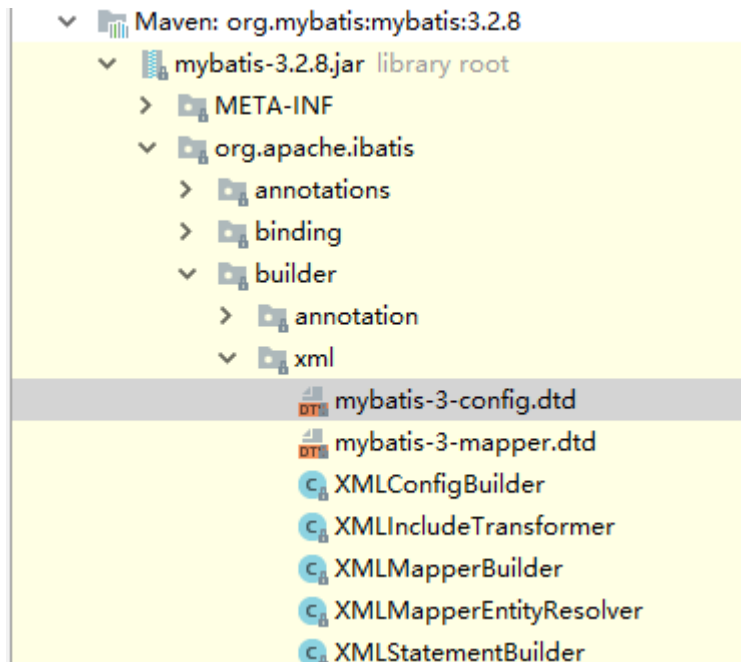 Maven: org.mybatis:mybatis:3.2.8
mybatis-3.2.8.jar library root
META-INF
org.apache.ibatis
annotations
binding
builder
annotation
xml
mybatis-3-config.dtd
mybatis-3-mapper.dtd
XMLConfigBuilder
XMLIncludeTransformer
XMLMapperBuilder
XMLMapperEntityResolver
XMLStatementBuilder